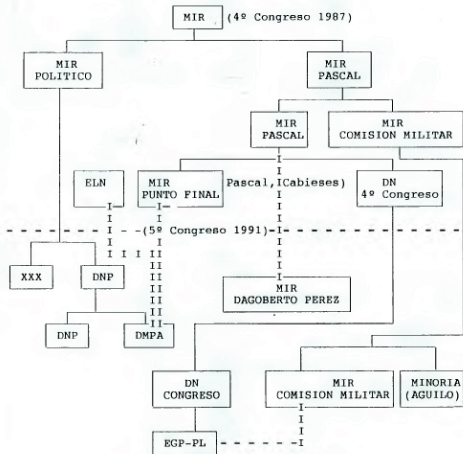 MIR (4º Congreso 1987)
MIR
POLITICO
MIR
PASCAL
MIR
PASCAL
MIR
COMISION MILITAR
ELN
MIR
PUNTO FINAL
Pascal, Cabieses)
DN
4º Congreso
(5º Congreso 1991)
XXX
DNP
MIR
DAGOBERTO PEREZ
DNP
DMPA
DN
CONGRESO
MIR
COMISION MILITAR
MINORIA
(AGUILO)
EGP-PL